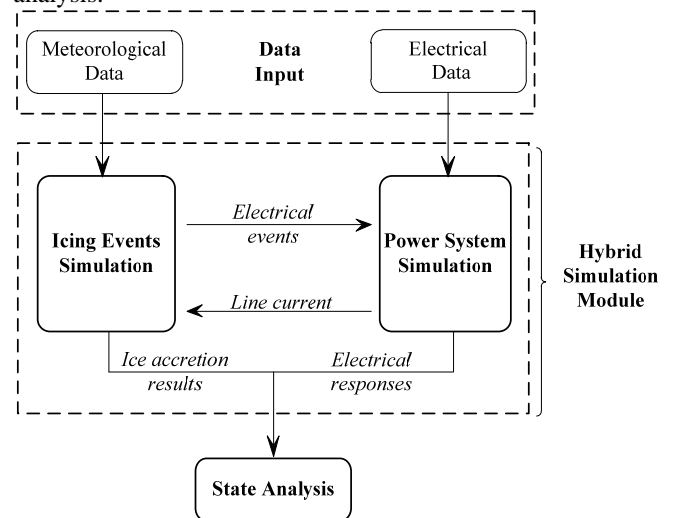 analysis.
Meteorological
Data
Data
Input
Electrical
Data
Icing Events
Simulation
Electrical
events
Line current
Power System
Simulation
Hybrid
Simulation
Module
Ice accretion
results
Electrical
responses
State Analysis